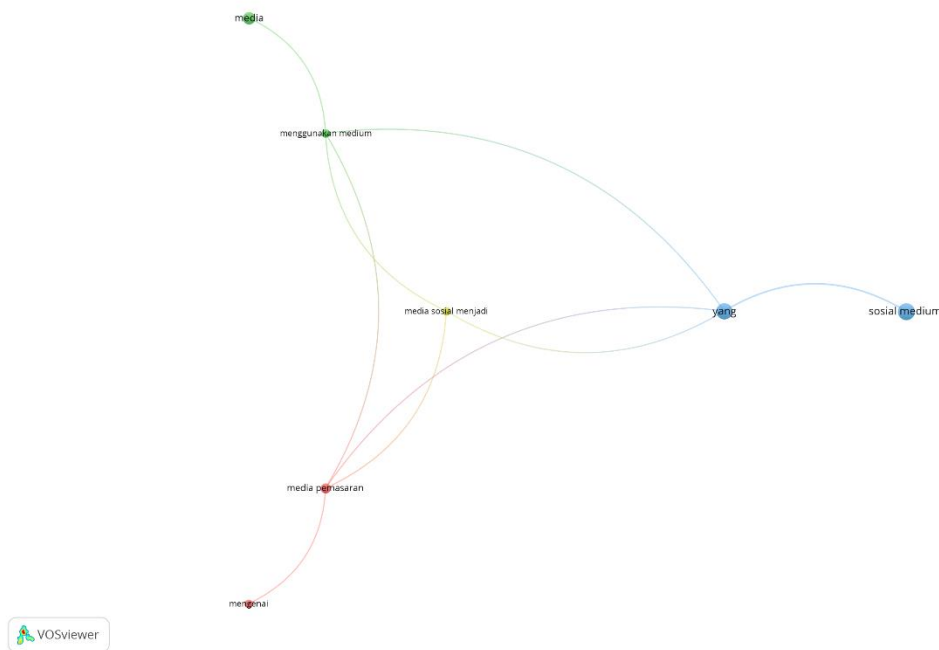 media
menggunakan medium
media sosial menjadi
yang
sosial medium
media pemasaran
mengenai
VOSviewer